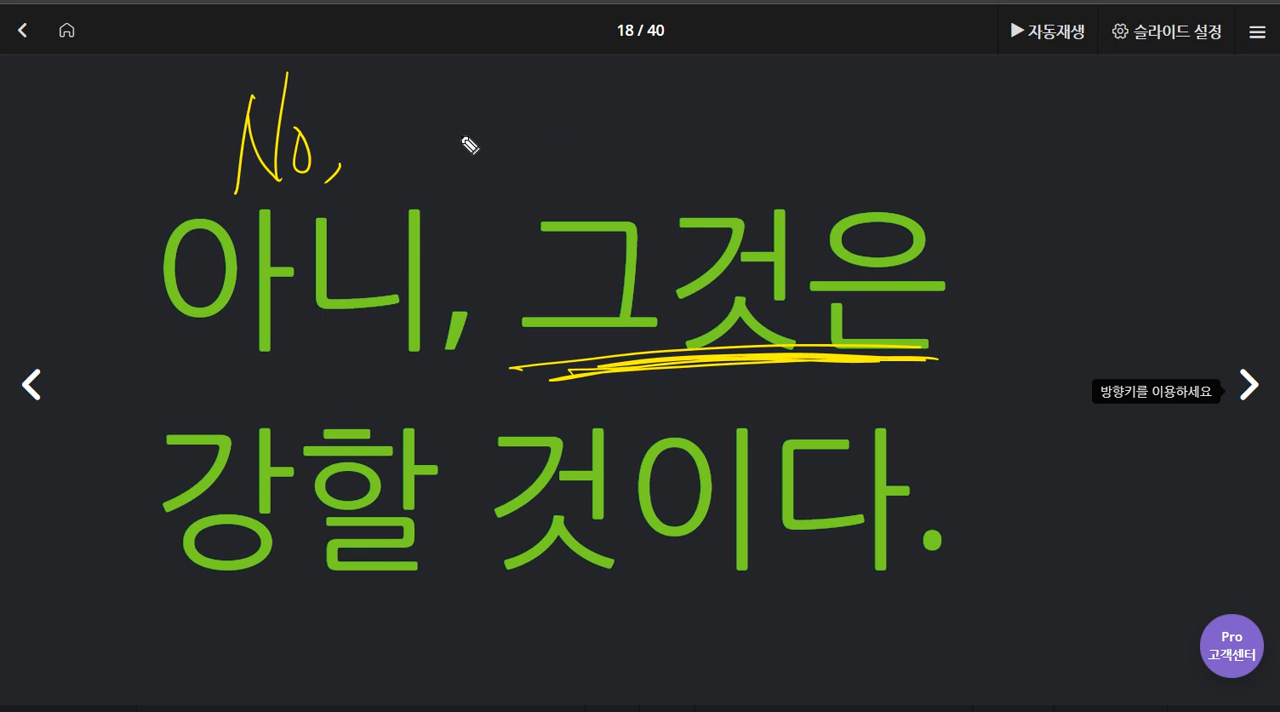 18 / 40
▶ 자동재생
슬라이드 설정
No,
아니, 그것은
방향키를 이용하세요
강할 것이다.
Pro
고객센터